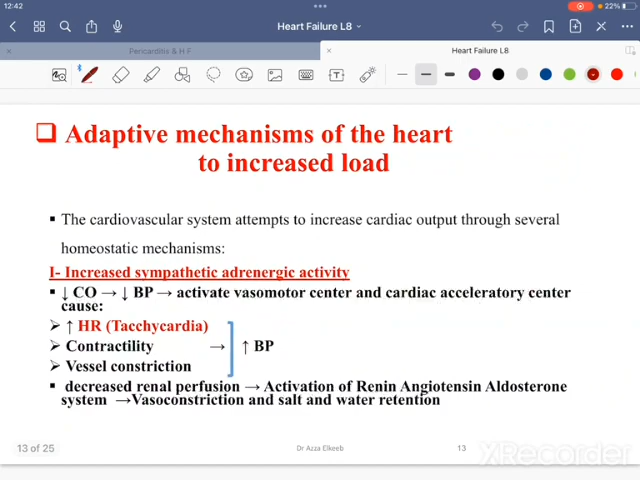 12:42
•••
22%
Heart Failure L8
Pericarditis & H F
Heart Failure L8
❑ Adaptive mechanisms of the heart
to increased load
▪ The cardiovascular system attempts to increase cardiac output through several
homeostatic mechanisms:
I- Increased sympathetic adrenergic activity
▪ ↓ CO → ↓ BP → activate vasomotor center and cardiac acceleratory center
cause:
➢ ↑ HR (Tacchycardia)
➢ Contractility → ↑ BP
➢ Vessel constriction
▪ decreased renal perfusion → Activation of Renin Angiotensin Aldosterone
system →Vasoconstriction and salt and water retention
13 of 25
Dr Azza Elkeeb
13
XRecorder